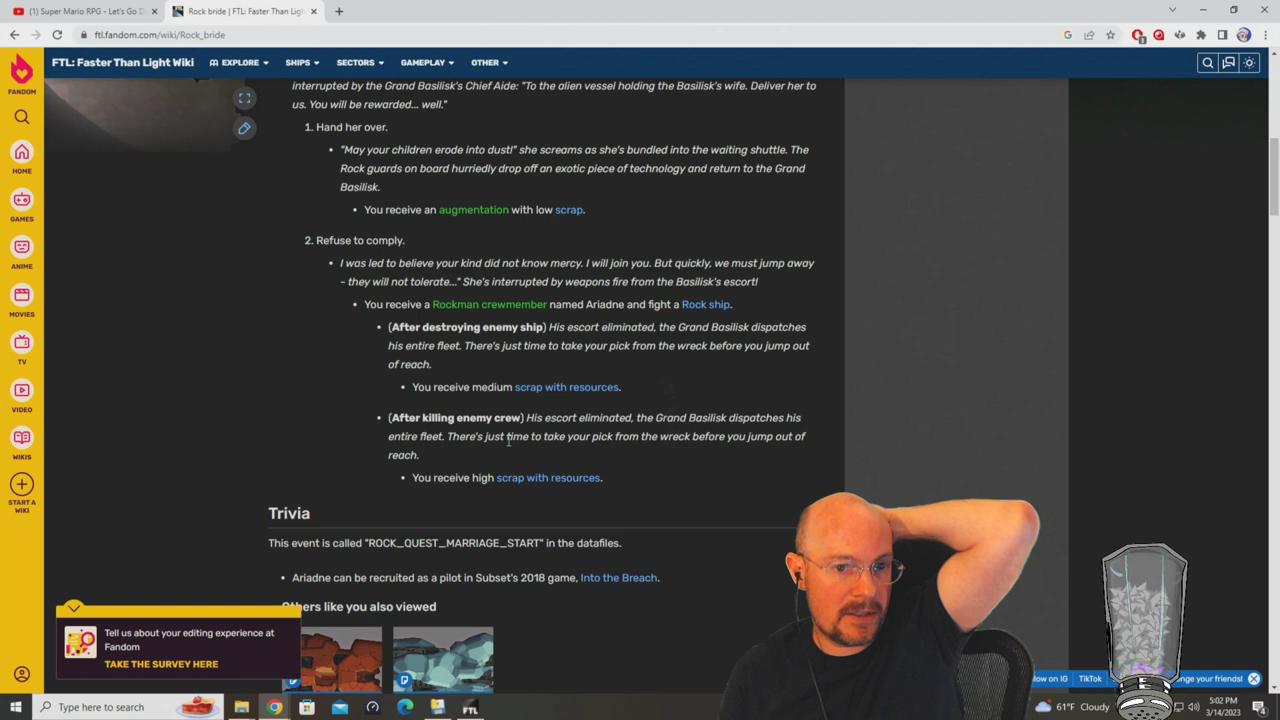 (1) Super Mario RPG - Let's Go D
Rock bride | FTL: Faster Than Ligh
ftl.fandom.com/wiki/Rock_bride
FTL: Faster Than Light Wiki
EXPLORE
SHIPS
SECTORS
GAMEPLAY
OTHER
FANDOM
HOME
GAMES
ANIME
MOVIES
TV
VIDEO
WIKIS
START A
WIKI
interrupted by the Grand Basilisk's Chief Aide: "To the alien vessel holding the Basilisk's wife. Deliver her to
us. You will be rewarded... well."
1. Hand her over.
"May your children erode into dust!" she screams as she's bundled into the waiting shuttle. The
Rock guards on board hurriedly drop off an exotic piece of technology and return to the Grand
Basilisk.
You receive an augmentation with low scrap.
2. Refuse to comply.
I was led to believe your kind did not know mercy. I will join you. But quickly, we must jump away
- they will not tolerate..." She's interrupted by weapons fire from the Basilisk's escort!
You receive a Rockman crewmember named Ariadne and fight a Rock ship.
(After destroying enemy ship) His escort eliminated, the Grand Basilisk dispatches
his entire fleet. There's just time to take your pick from the wreck before you jump out
of reach.
You receive medium scrap with resources.
(After killing enemy crew) His escort eliminated, the Grand Basilisk dispatches his
entire fleet. There's just time to take your pick from the wreck before you jump out of
reach.
You receive high scrap with resources.
Trivia
This event is called "ROCK_QUEST_MARRIAGE_START" in the datafiles.
Ariadne can be recruited as a pilot in Subset's 2018 game, Into the Breach.
Others like you also viewed
Tell us about your editing experience at
Fandom
TAKE THE SURVEY HERE
ow on IG
TikTok
nge your friends!
Type here to search
FTL
61°F Cloudy
5:02 PM
3/14/2023
4